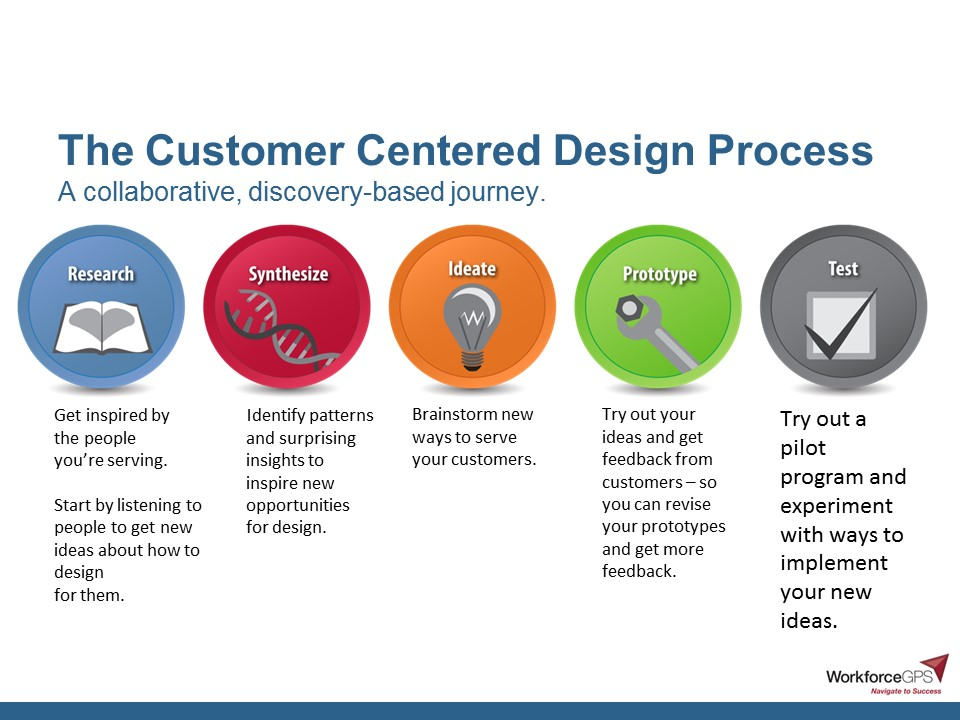 The Customer Centered Design Process
A collaborative, discovery-based journey.
Research
Synthesize
Ideate
Prototype
Test
Get inspired by
the people
you’re serving.
Start by listening to
people to get new
ideas about how to
design
for them.
Identify patterns
and surprising
insights to
inspire new
opportunities
for design.
Brainstorm new
ways to serve
your customers.
Try out your
ideas and get
feedback from
customers – so
you can revise
your prototypes
and get more
feedback.
Try out a
pilot
program and
experiment
with ways to
implement
your new
ideas.
WorkforceGPS
Navigate to Success